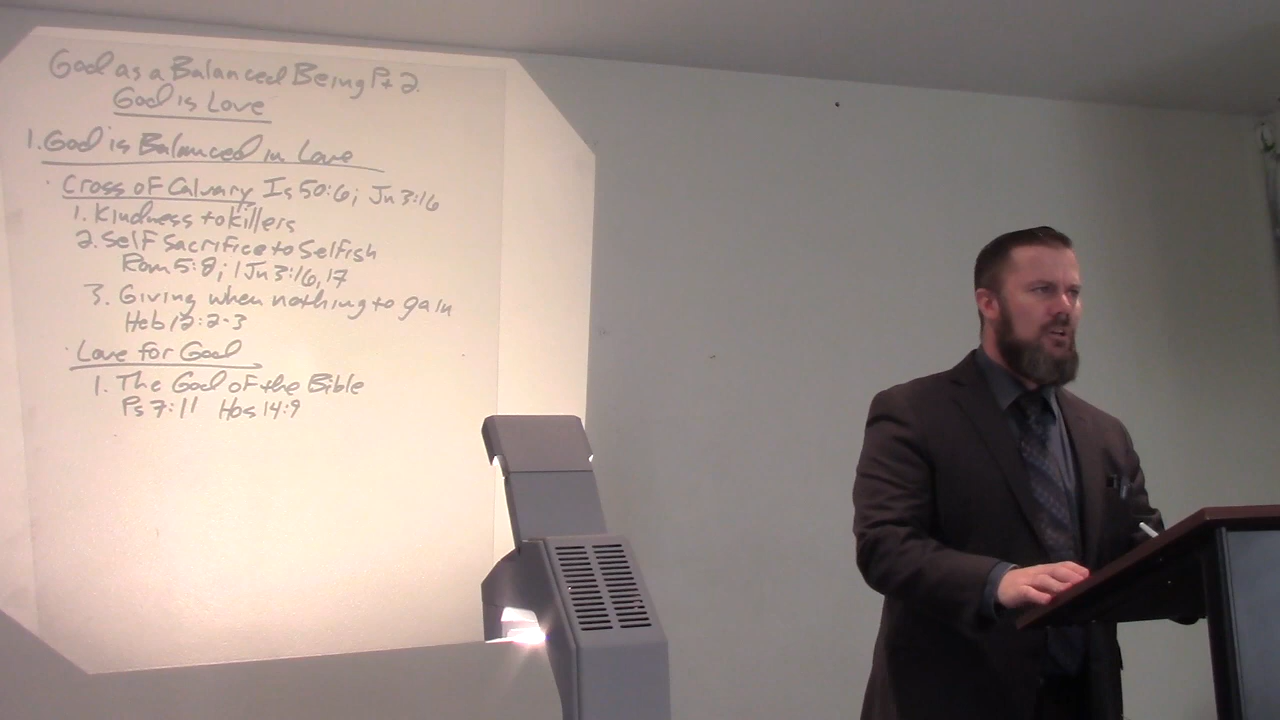 God as a Balanced Being Pt 2.
God is Love
1. God is Balanced in Love
· Cross of Calvary Is 50:6; Jn 3:16
1. Kindness to killers
2. Self Sacrifice to Selfish
Rom 5:8; 1 Jn 3:16,17
3. Giving when nothing to gain
Heb 12:2-3
· Love for God
1. The God of the Bible
Ps 7:11 Hos 14:9